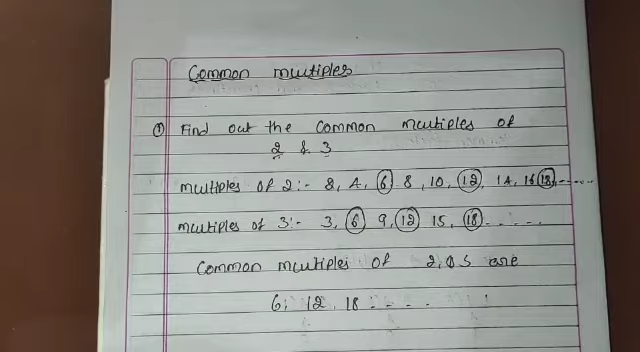 Common multiples
① Find out the common multiples of
2 & 3
multiples of 2:- 2, 4, 6, 8, 10, 12, 14, 16 18, ......
multiples of 3:- 3, 6 9, 12 15, 18 ......
Common multiples of 2, are
6, 12, 18 - - - -